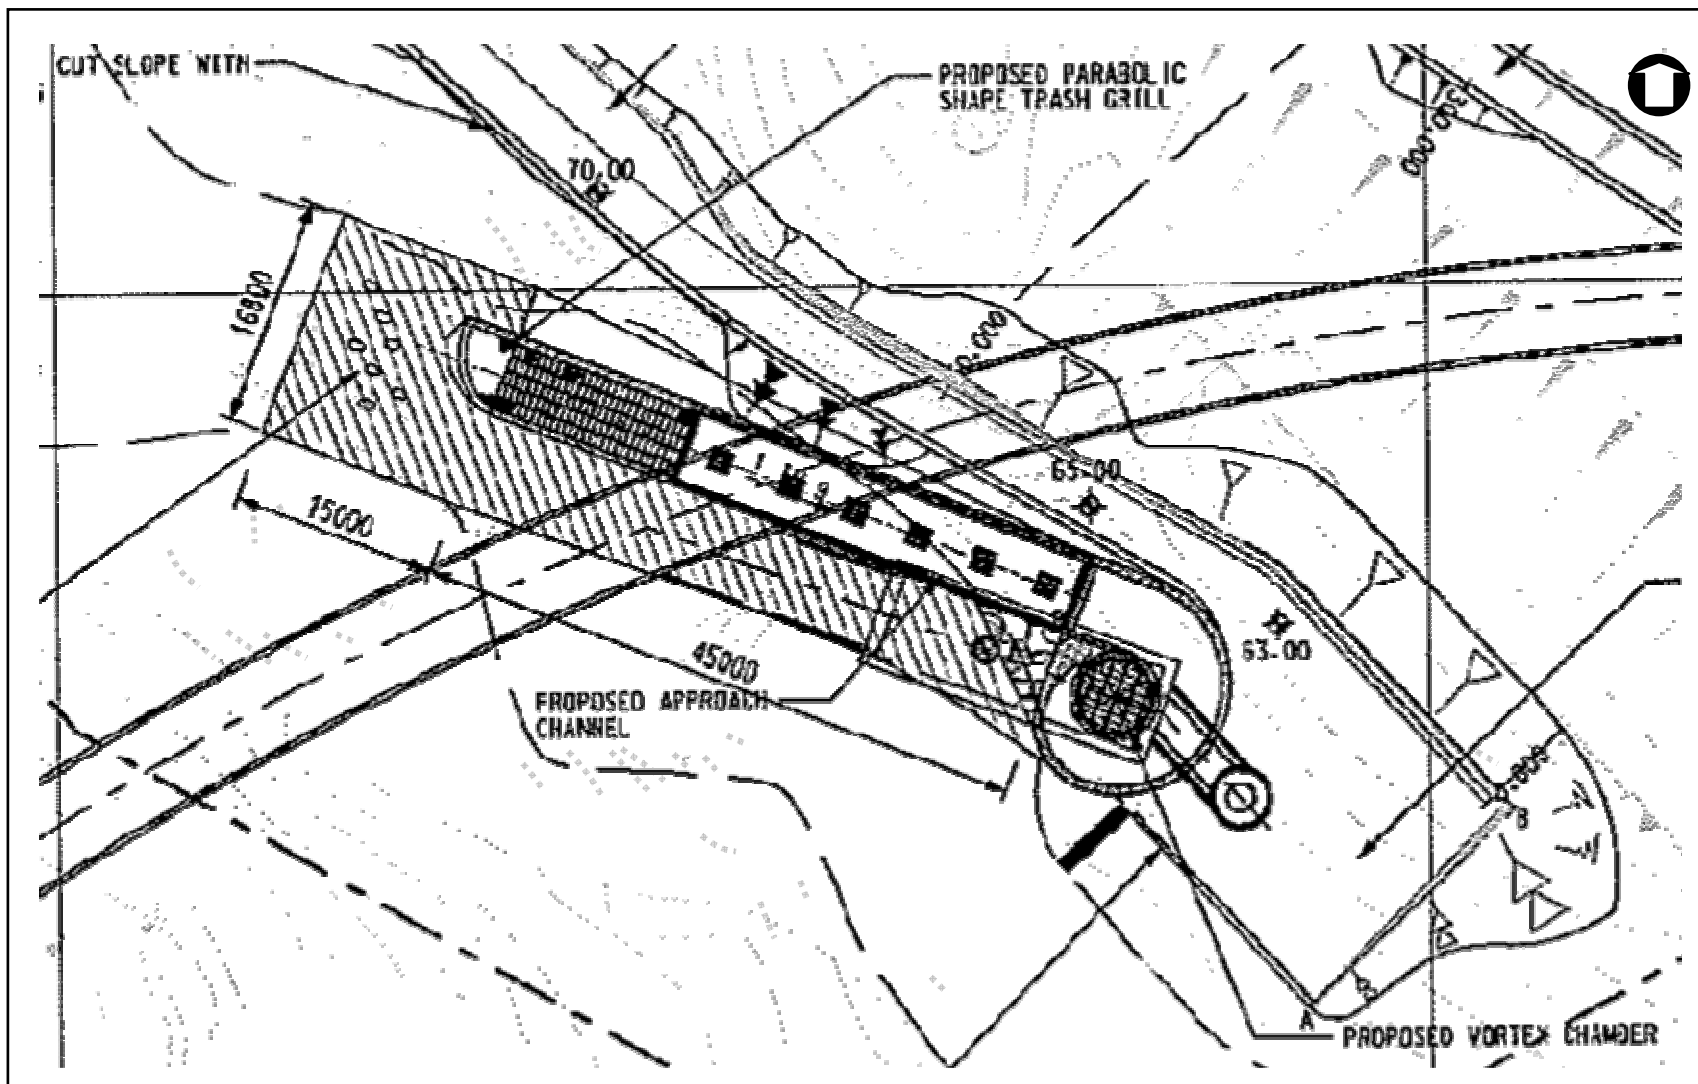 CUT SLOPE WITH
PROPOSED PARABOLIC
SHAPE TRASH GRILL
70.00
16800
15000
65.00
63.00
45000
PROPOSED APPROACH
CHANNEL
B
A
PROPOSED VORTEX CHAMBER